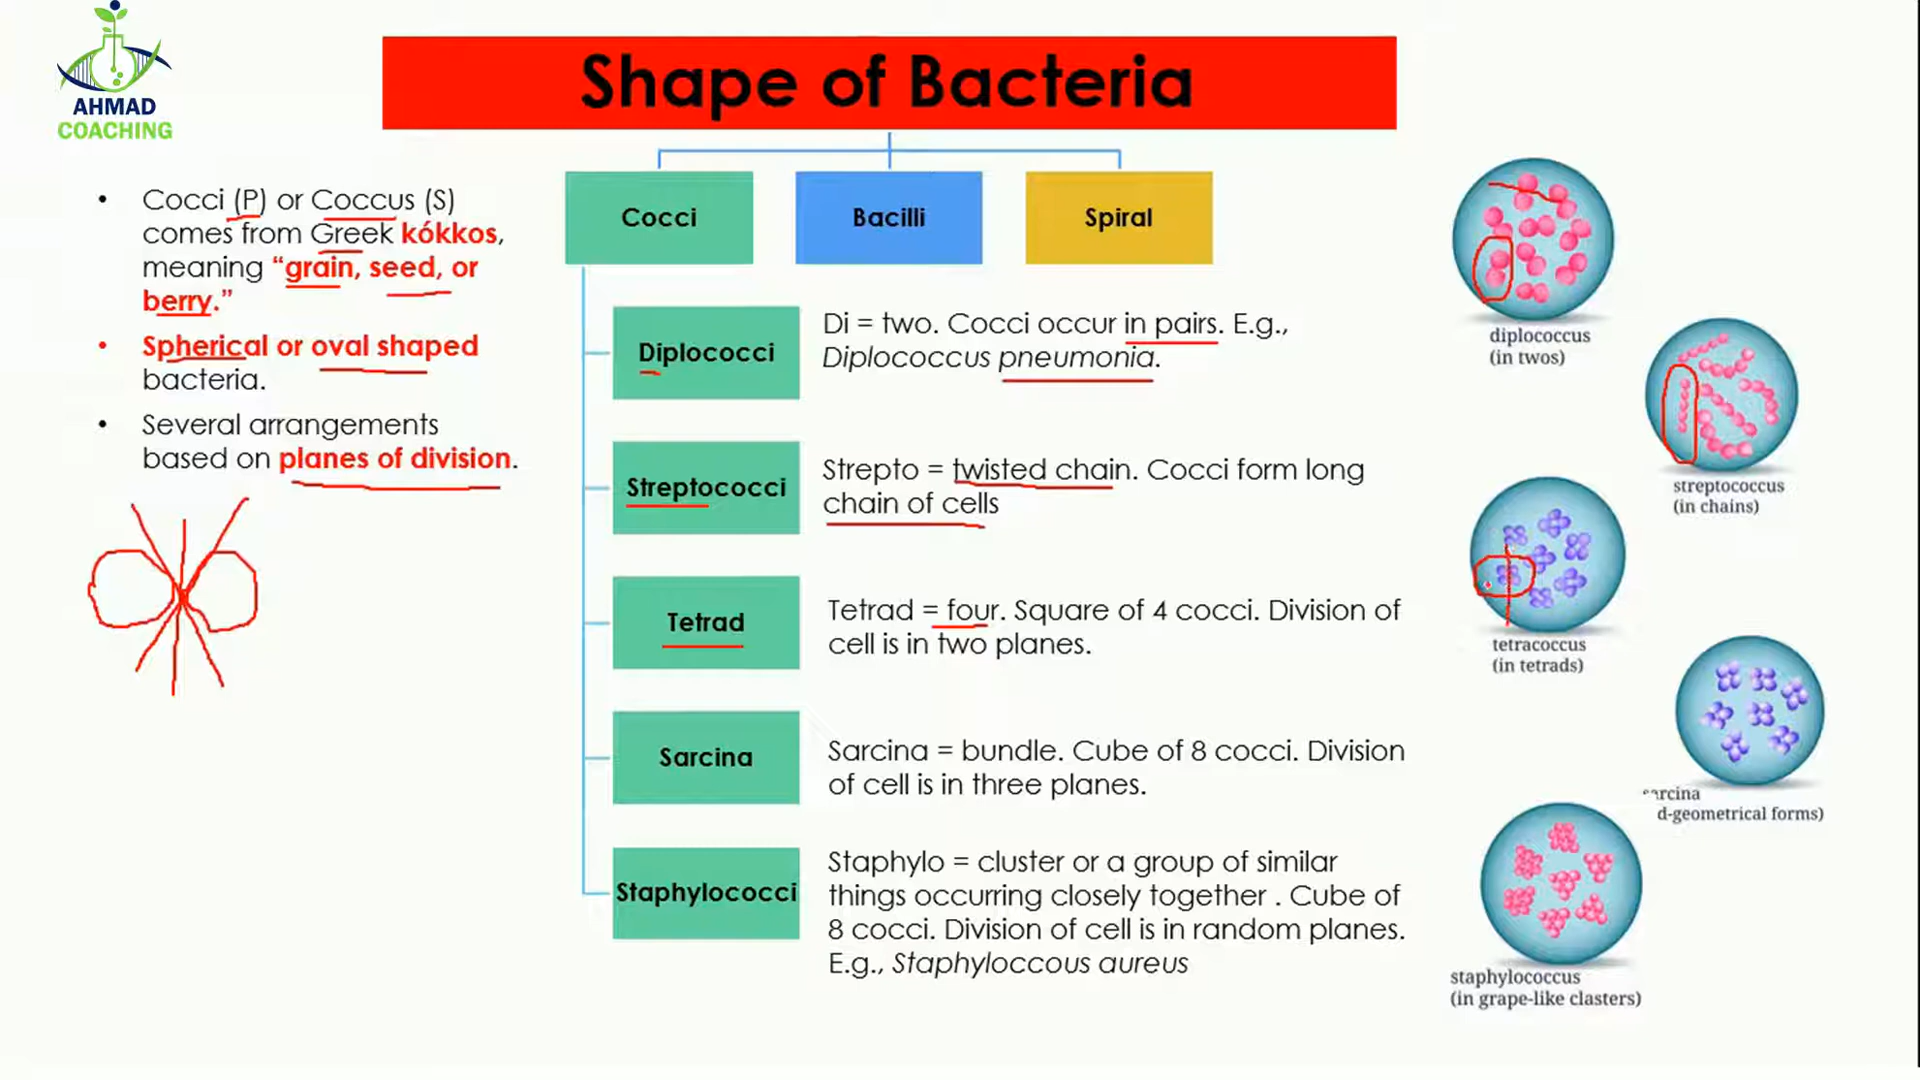 AHMAD
COACHING
Shape of Bacteria
• Cocci (P) or Coccus (S)
comes from Greek kókkos,
meaning “grain, seed, or
berry.”
• Spherical or oval shaped
bacteria.
• Several arrangements
based on planes of division.
Cocci
Bacilli
Spiral
Diplococci
Di = two. Cocci occur in pairs. E.g.,
Diplococcus pneumonia.
Streptococci
Strepto = twisted chain. Cocci form long
chain of cells
Tetrad
Tetrad = four. Square of 4 cocci. Division of
cell is in two planes.
Sarcina
Sarcina = bundle. Cube of 8 cocci. Division
of cell is in three planes.
Staphylococci
Staphylo = cluster or a group of similar
things occurring closely together . Cube of
8 cocci. Division of cell is in random planes.
E.g., Staphyloccous aureus
diplococcus
(in twos)
streptococcus
(in chains)
tetracoccus
(in tetrads)
arcina
d-geometrical forms)
staphylococcus
(in grape-like clasters)